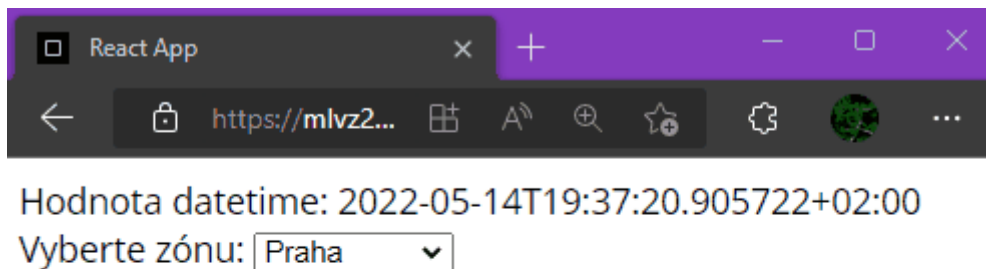 React App
https://mlvz2...
Hodnota datetime: 2022-05-14T19:37:20.905722+02:00
Vyberte zónu: Praha